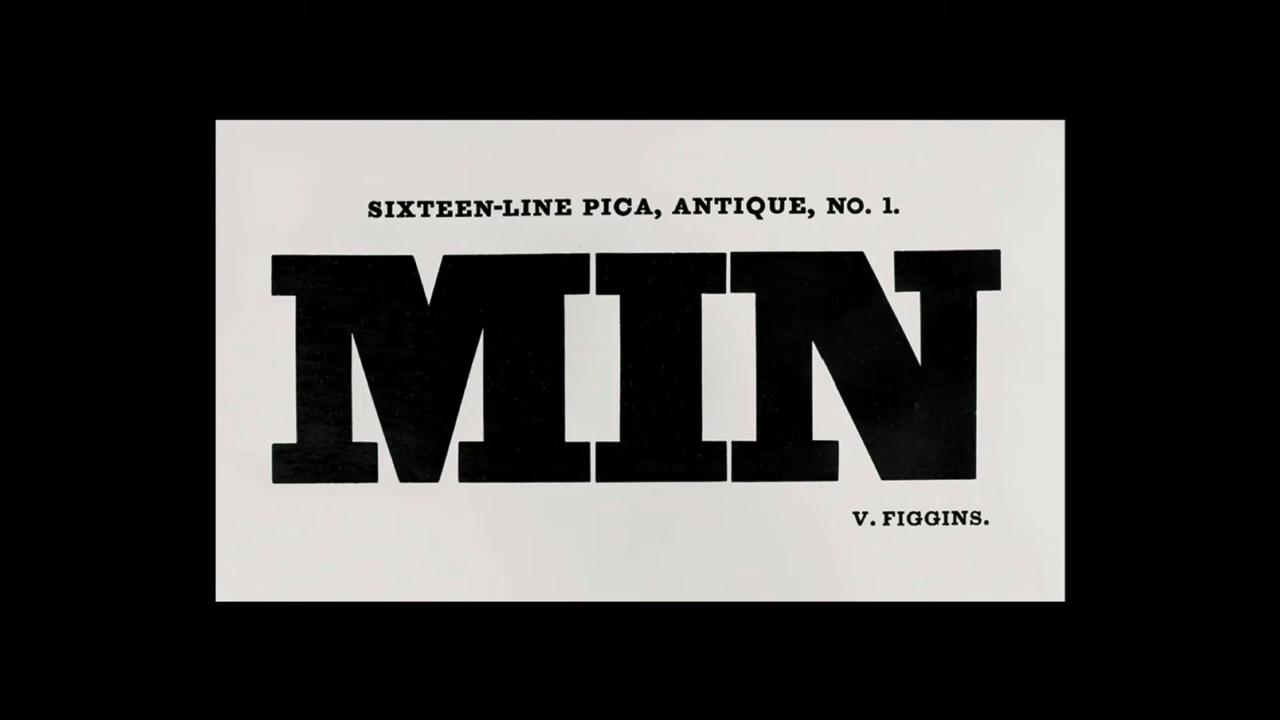 SIXTEEN-LINE PICA, ANTIQUE, NO. 1.
MIN
V. FIGGINS.